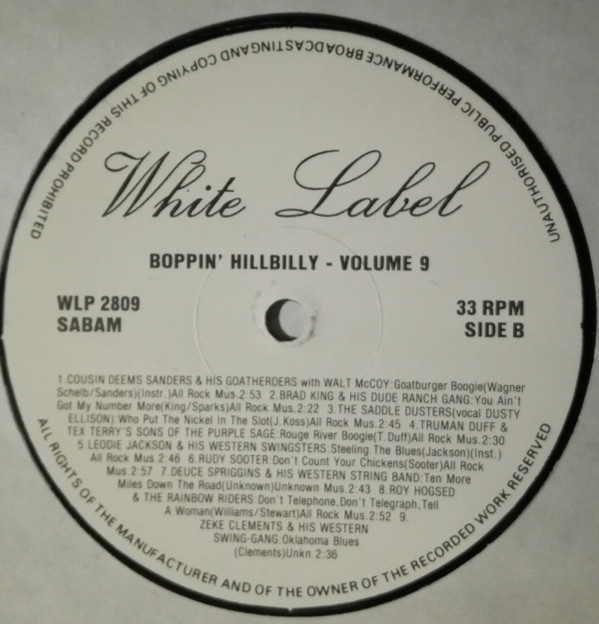 UNAUTHORISED PUBLIC PERFORMANCE BROADCASTING AND COPYING OF THIS RECORD PROHIBITED
White Label
BOPPIN' HILLBILLY - VOLUME 9
WLP 2809
SABAM
33 RPM
SIDE B
1.COUSIN DEEMS SANDERS & HIS GOATHERDERS with WALT McCOY:Goatburger Boogie(Wagner
Schelb/Sanders)(Instr.)All Rock Mus.2:53 2.BRAD KING & HIS DUDE RANCH GANG:You Ain't
Got My Number More(King/Sparks)All Rock Mus.2:22 3.THE SADDLE DUSTERS(vocal DUSTY
ELLISON):Who Put The Nickel In The Slot(J.Koss)All Rock Mus.2:45 4.TRUMAN DUFF &
TEX TERRY'S SONS OF THE PURPLE SAGE:Rouge River Boogie(T.Duff)All Rock Mus.2:30
5.LEODIE JACKSON & HIS WESTERN SWINGSTERS:Steeling The Blues(Jackson)(Inst.)
All Rock Mus.2:46 6.RUDY SOOTER:Don't Count Your Chickens(Sooter)All Rock
Mus.2:57 7.DEUCE SPRIGGINS & HIS WESTERN STRING BAND:Ten More
Miles Down The Road(Unknown)Unknown Mus.2:43 8.ROY HOGSED
& THE RAINBOW RIDERS:Don't Telephone,Don't Telegraph,Tell
A Woman(Williams/Stewart)All Rock Mus.2:52 9.
ZEKE CLEMENTS & HIS WESTERN
SWING-GANG:Oklahoma Blues
(Clements)Unkn.2:36
ALL RIGHTS OF THE MANUFACTURER AND OF THE OWNER OF THE RECORDED WORK RESERVED